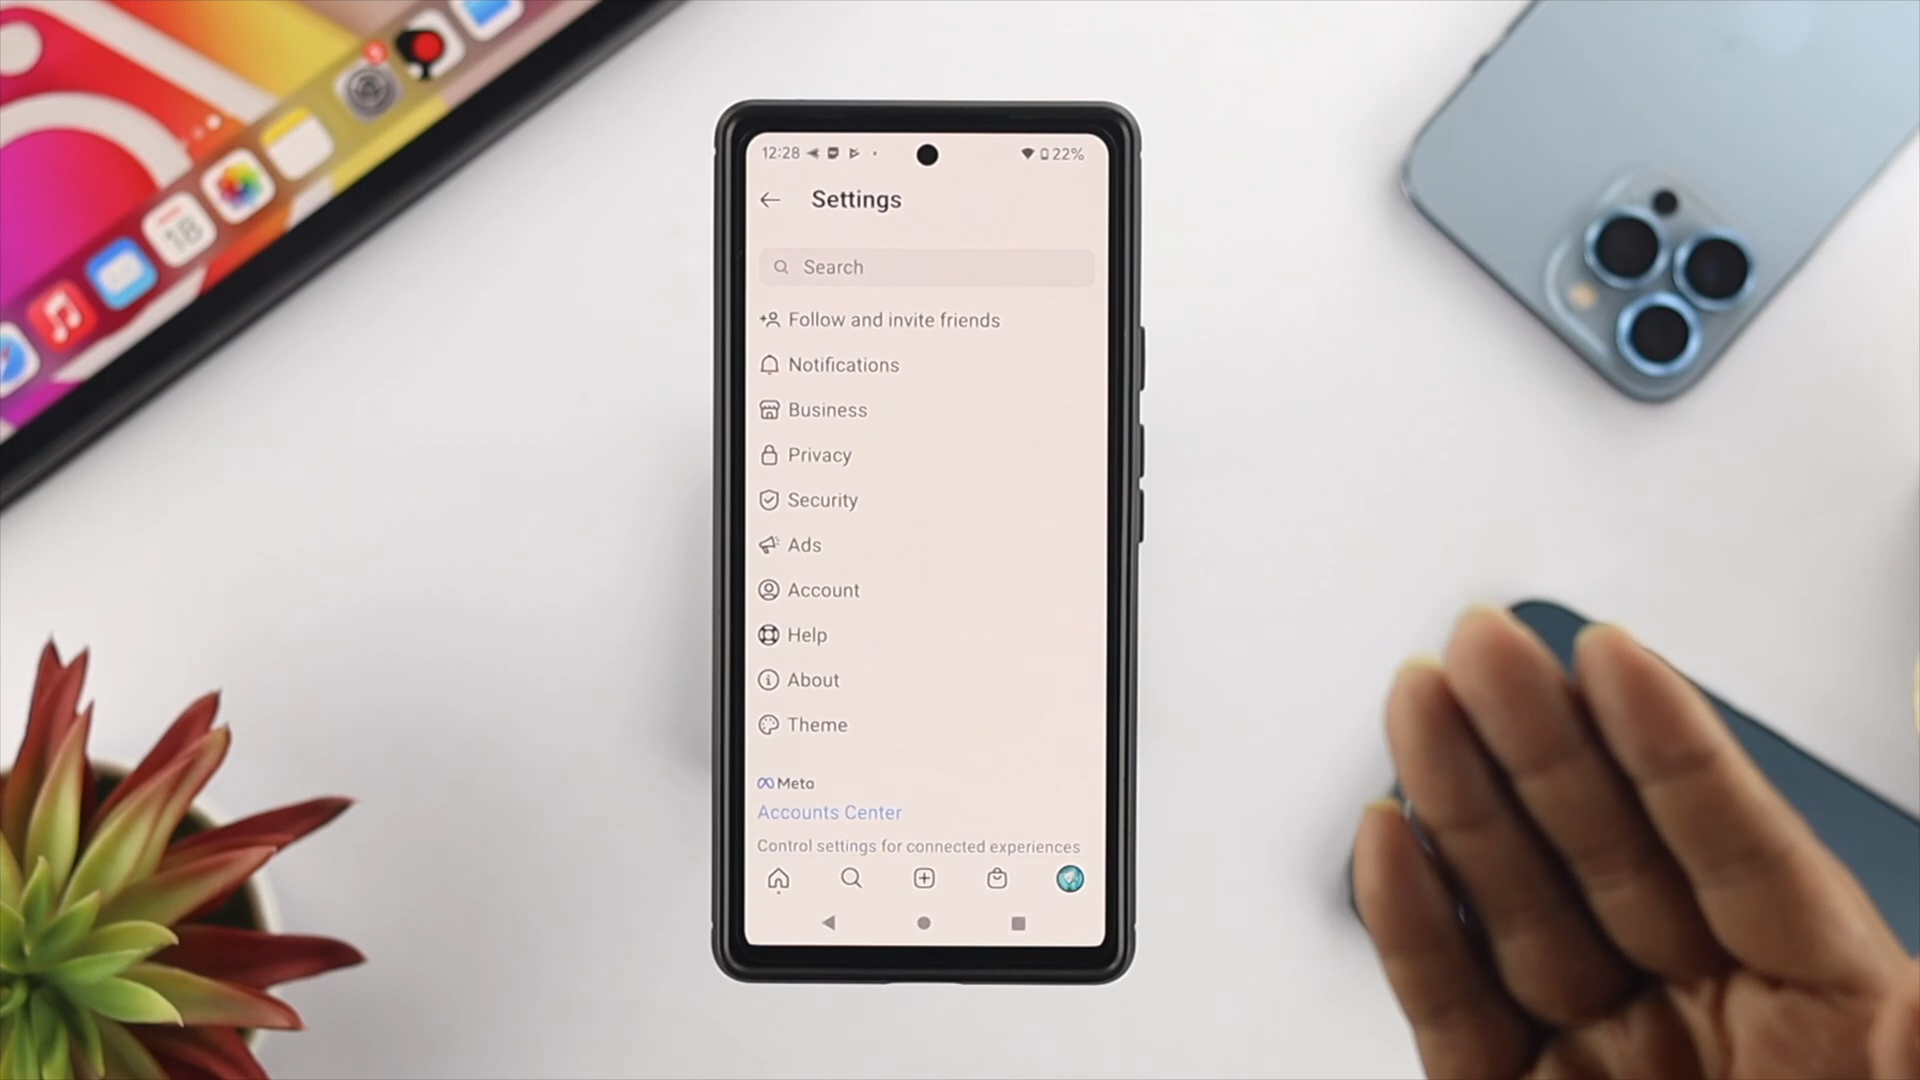 12:28
22%
Settings
Search
Follow and invite friends
Notifications
Business
Privacy
Security
Ads
Account
Help
About
Theme
Meta
Accounts Center
Control settings for connected experiences
18